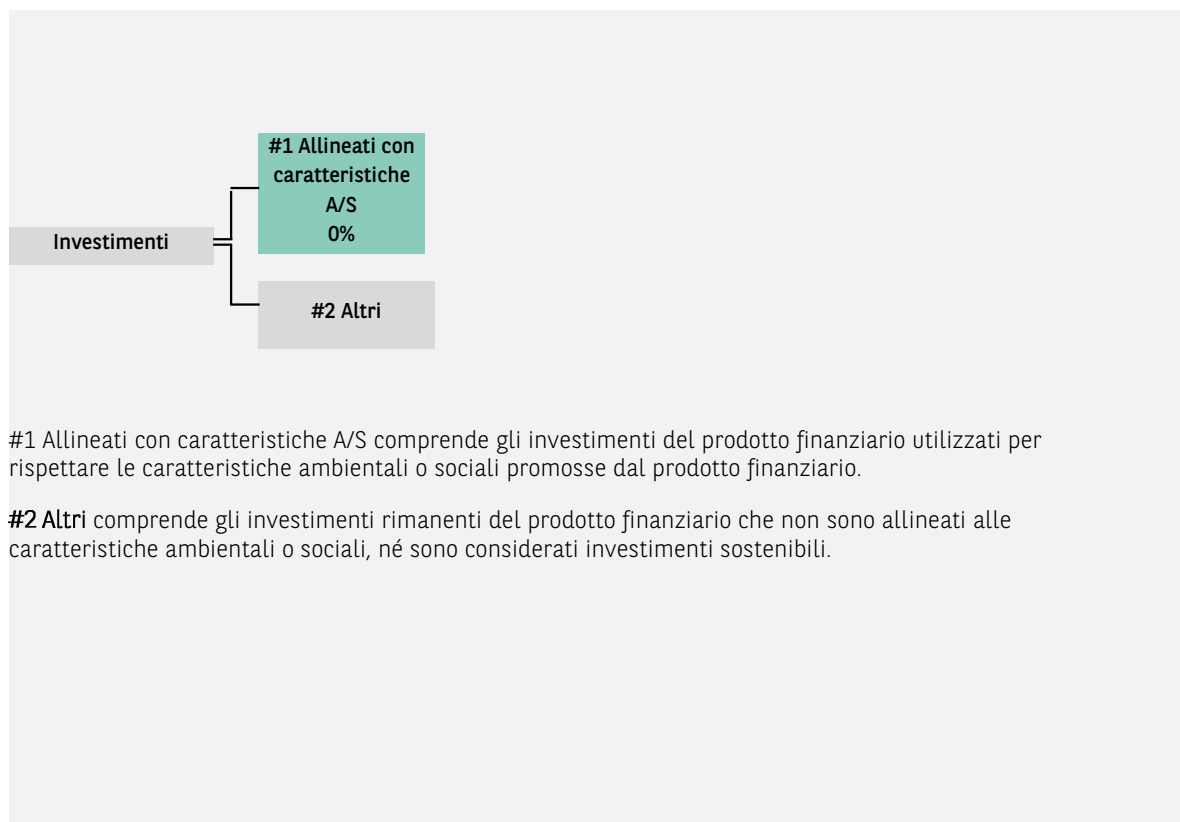 #1 Allineati con
caratteristiche
A/S
0%
Investimenti
#2 Altri
#1 Allineati con caratteristiche A/S comprende gli investimenti del prodotto finanziario utilizzati per
rispettare le caratteristiche ambientali o sociali promosse dal prodotto finanziario.
#2 Altri comprende gli investimenti rimanenti del prodotto finanziario che non sono allineati alle
caratteristiche ambientali o sociali, né sono considerati investimenti sostenibili.